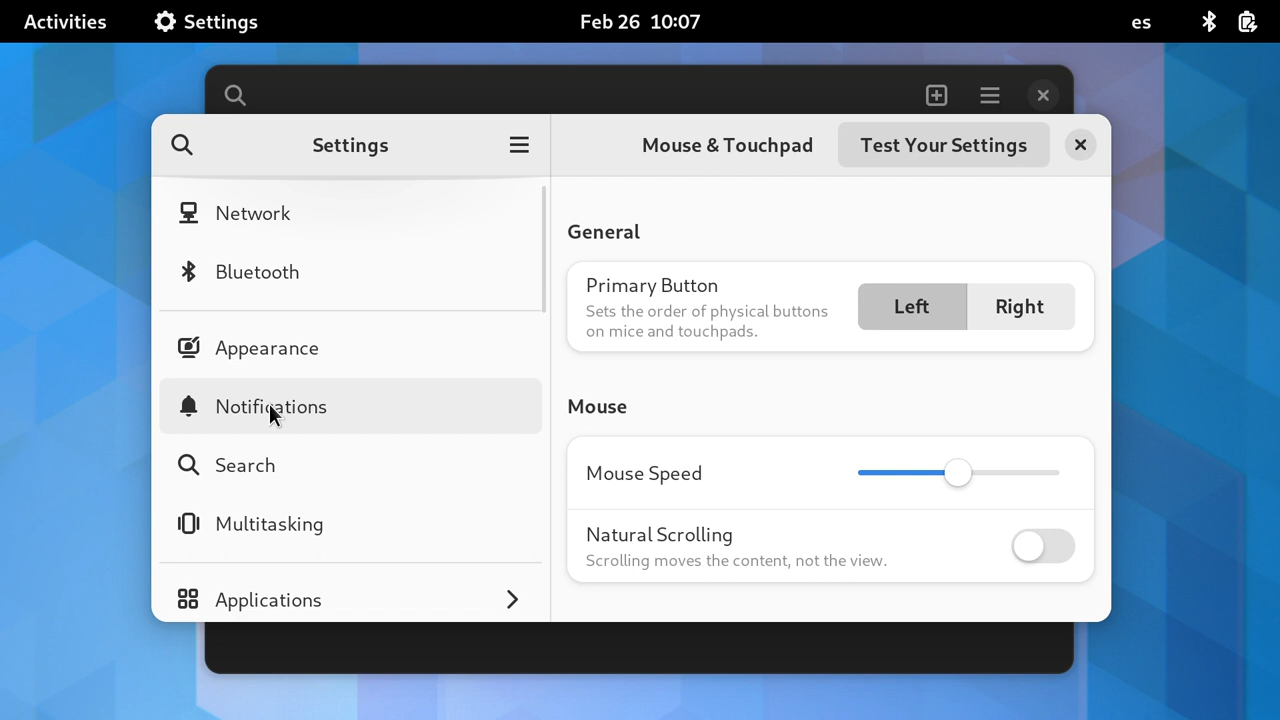 Activities
Settings
Feb 26 10:07
es
Settings
Mouse & Touchpad
Test Your Settings
Network
Bluetooth
Appearance
Notifications
Search
Multitasking
Applications
General
Primary Button
Sets the order of physical buttons
on mice and touchpads.
Left
Right
Mouse
Mouse Speed
Natural Scrolling
Scrolling moves the content, not the view.